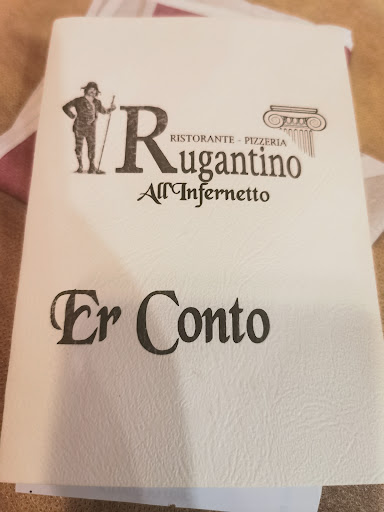 RISTORANTE - PIZZERIA
Rugantino
All'Infernetto
Er Conto